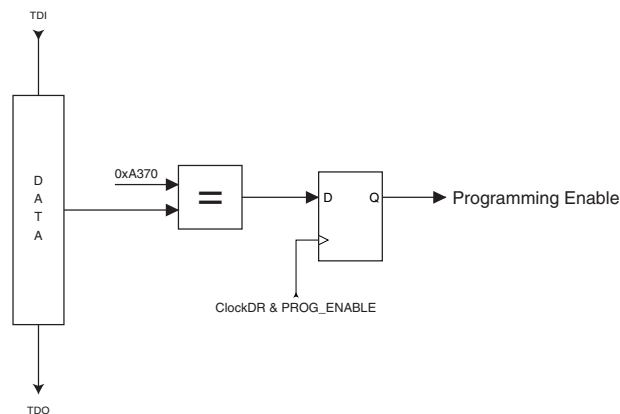 TDI
D
A
T
A
0xA370
=
D
Q
Programming Enable
ClockDR & PROG_ENABLE
TDO